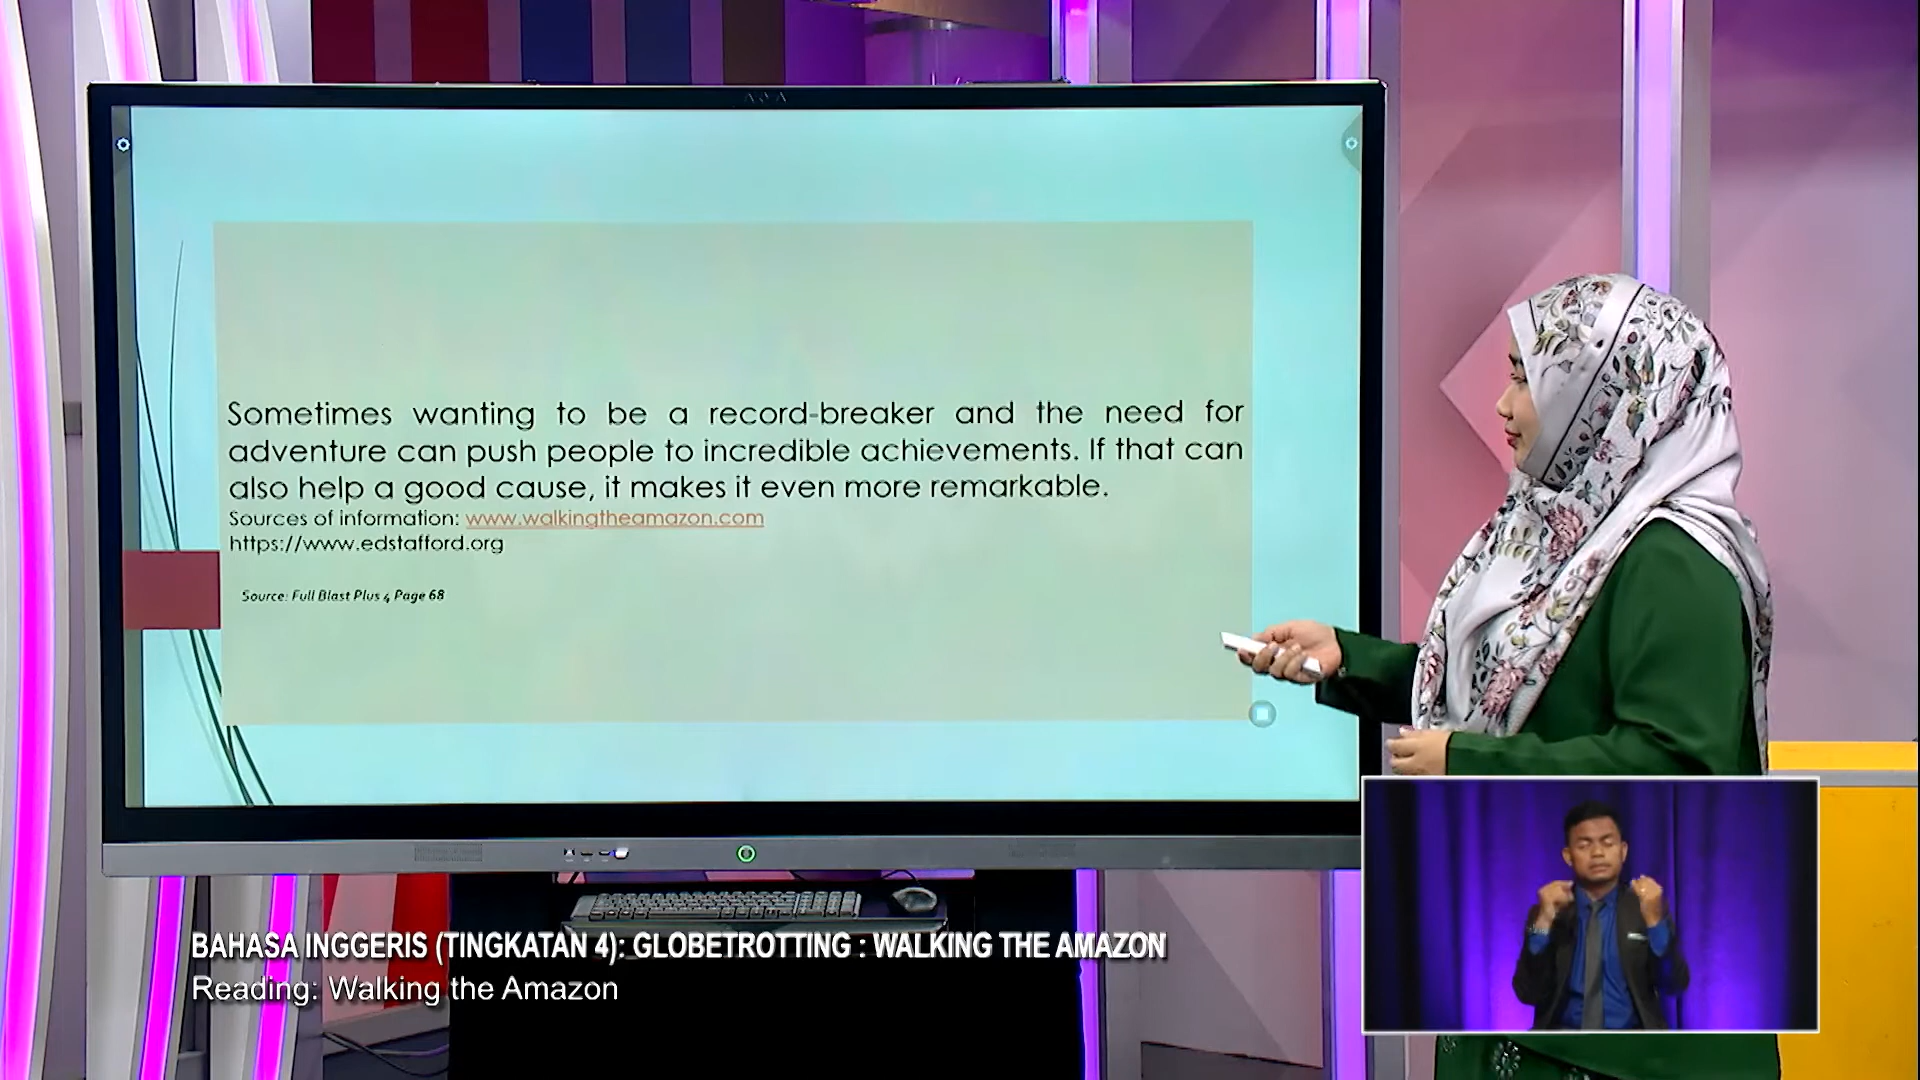 Sometimes wanting to be a record-breaker and the need for
adventure can push people to incredible achievements. If that can
also help a good cause, it makes it even more remarkable.
Sources of information: www.walkingtheamazon.com
https://www.edstafford.org
Source: Full Blast Plus 4 Page 68
BAHASA INGGERIS (TINGKATAN 4): GLOBETROTTING : WALKING THE AMAZON
Reading: Walking the Amazon